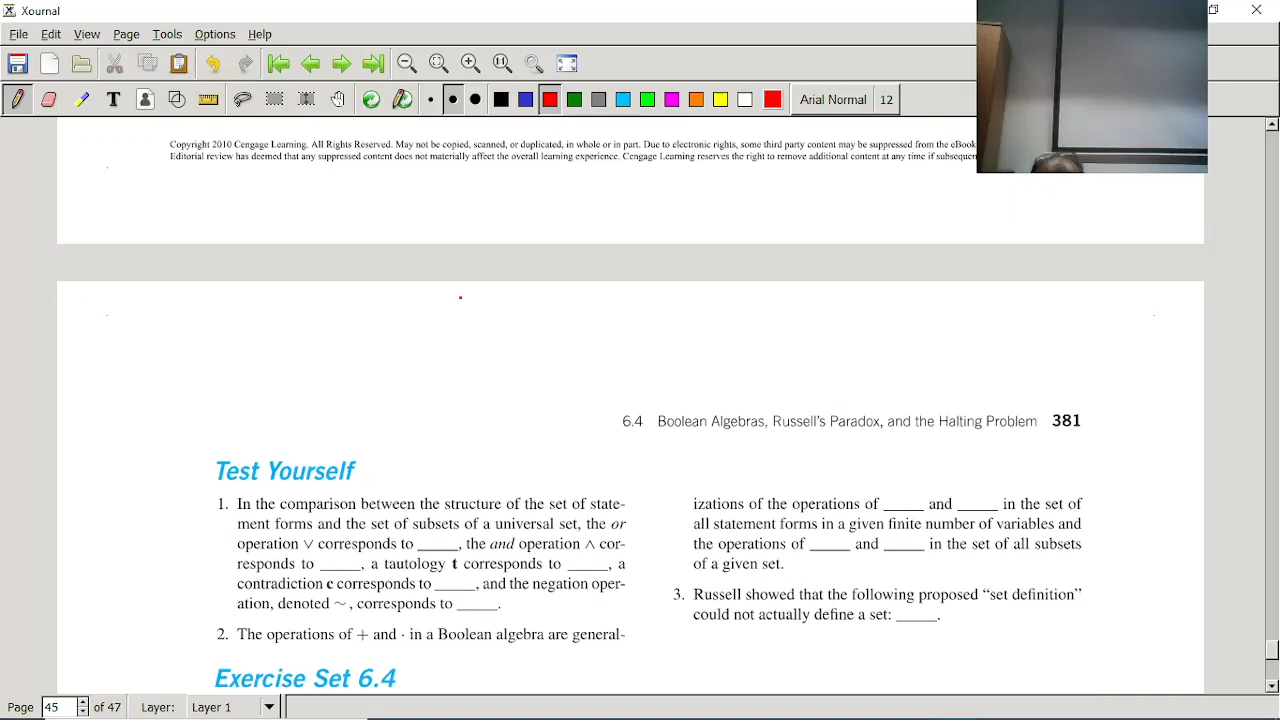 Xournal
File Edit View Page Tools Options Help
Arial Normal 12
Copyright 2010 Cengage Learning. All Rights Reserved. May not be copied, scanned, or duplicated, in whole or in part. Due to electronic rights, some third party content may be suppressed from the eBook
Editorial review has deemed that any suppressed content does not materially affect the overall learning experience. Cengage Learning reserves the right to remove additional content at any time if subsequen
6.4 Boolean Algebras, Russell's Paradox, and the Halting Problem 381
Test Yourself
1. In the comparison between the structure of the set of state-
ment forms and the set of subsets of a universal set, the or
operation ∨ corresponds to _____, the and operation ∧ cor-
responds to _____, a tautology t corresponds to _____, a
contradiction c corresponds to _____, and the negation oper-
ation, denoted ~, corresponds to _____.
2. The operations of + and · in a Boolean algebra are general-
izations of the operations of _____ and _____ in the set of
all statement forms in a given finite number of variables and
the operations of _____ and _____ in the set of all subsets
of a given set.
3. Russell showed that the following proposed “set definition”
could not actually define a set: _____.
Exercise Set 6.4
Page 45 of 47 Layer: Layer 1